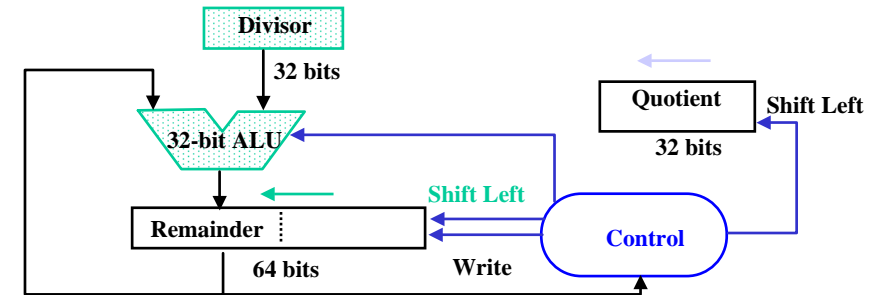 Divisor
32 bits
Quotient
Shift Left
32-bit ALU
32 bits
Shift Left
Remainder
Control
64 bits
Write